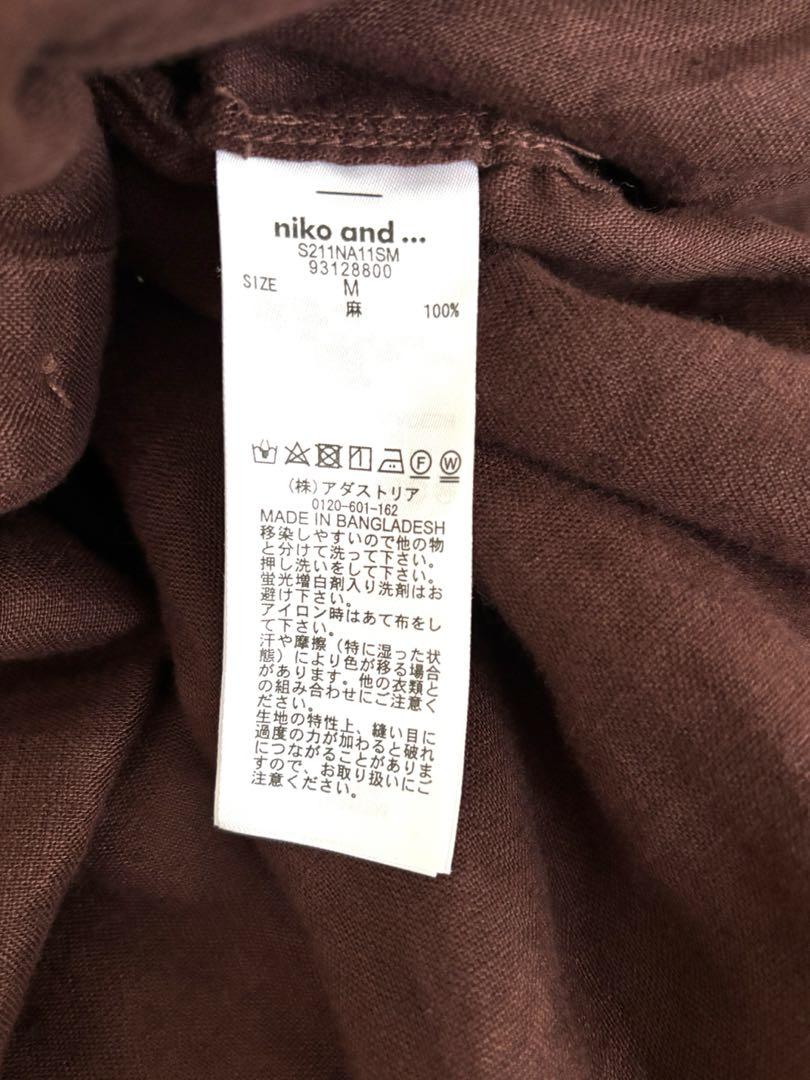 niko and ...
S211NA11SM
93128800
SIZE M
麻 100%
F W
(株)アダストリア
0120-601-162
MADE IN BANGLADESH
移染しやすいので他の物
と分けて洗って下さい。
押し洗いをして下さい。
蛍光増白剤入り洗剤はお
避け下さい。
アイロン時はあて布をし
て下さい。
汗や摩擦（特に湿った状
態）により色が移る場合
があります。他の衣類と
の組み合わせにご注意く
ださい。
生地の特性上、縫い目に
過度の力が加わると破れ
につながることがありま
すので、お取り扱いにご
注意ください。